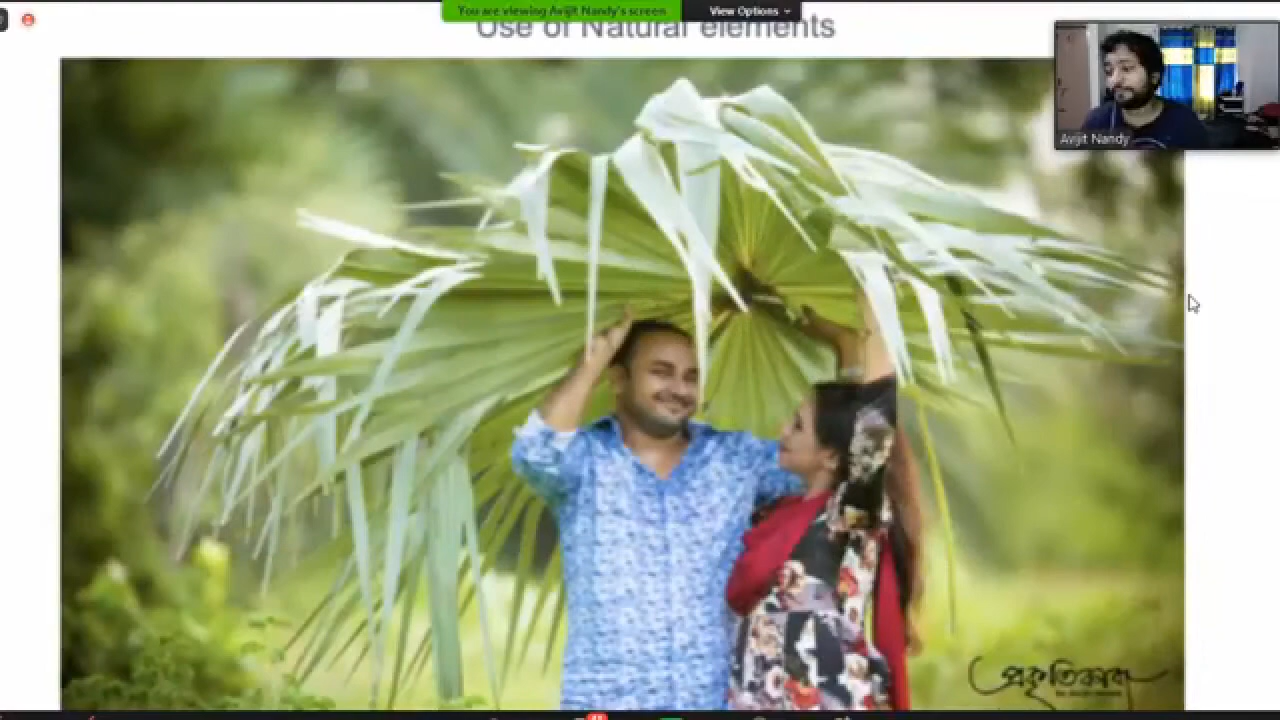 You are viewing Avijit Nandy's screen
View Options
Use of Natural elements
Avijit Nandy